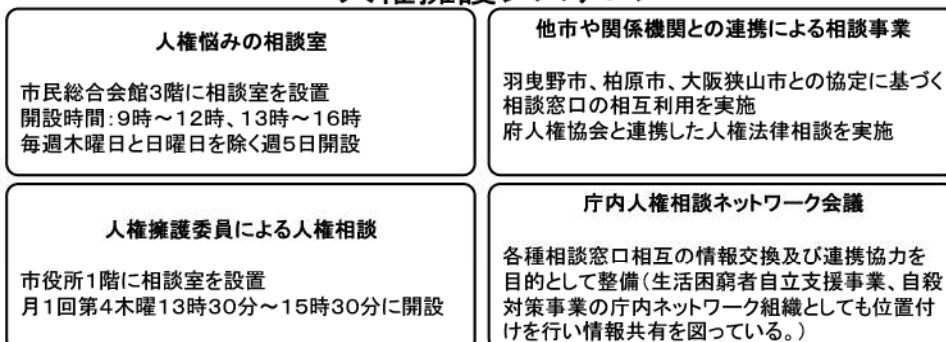 人権悩みの相談室
市民総合会館3階に相談室を設置
開設時間：9時～12時、13時～16時
毎週木曜日と日曜日を除く週5日開設
他市や関係機関との連携による相談事業
羽曳野市、柏原市、大阪狭山市との協定に基づく
相談窓口の相互利用を実施
府人権協会と連携した人権法律相談を実施
人権擁護委員による人権相談
市役所1階に相談室を設置
月1回第4木曜13時30分～15時30分に開設
庁内人権相談ネットワーク会議
各種相談窓口相互の情報交換及び連携協力を
目的として整備（生活困窮者自立支援事業、自殺
対策事業の庁内ネットワーク組織としても位置付
けを行い情報共有を図っている。）